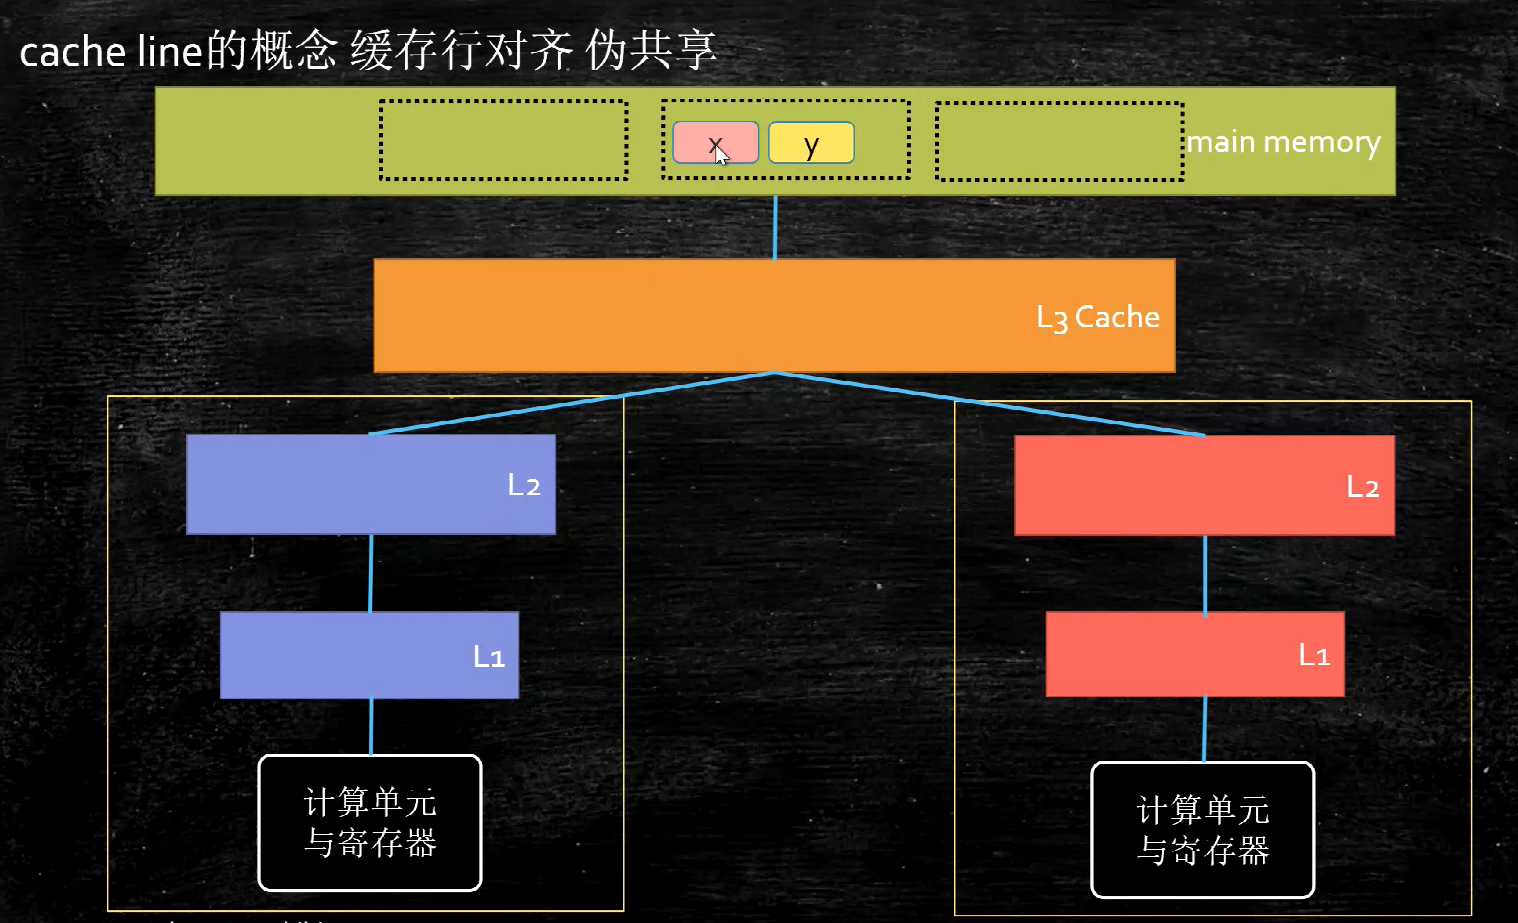 cache line的概念 缓存行对齐 伪共享
x
y
main memory
L3 Cache
L2
L2
L1
L1
计算单元
与寄存器
计算单元
与寄存器